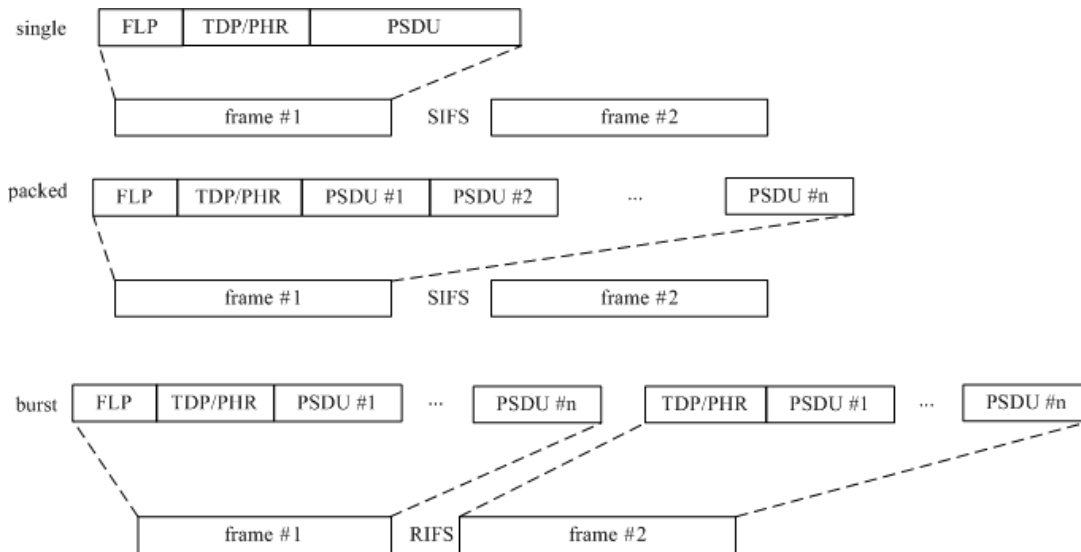 single FLP TDP/PHR PSDU
frame #1 SIFS frame #2
packed FLP TDP/PHR PSDU #1 PSDU #2 ... PSDU #n
frame #1 SIFS frame #2
burst FLP TDP/PHR PSDU #1 ... PSDU #n TDP/PHR PSDU #1 ... PSDU #n
frame #1 RIFS frame #2